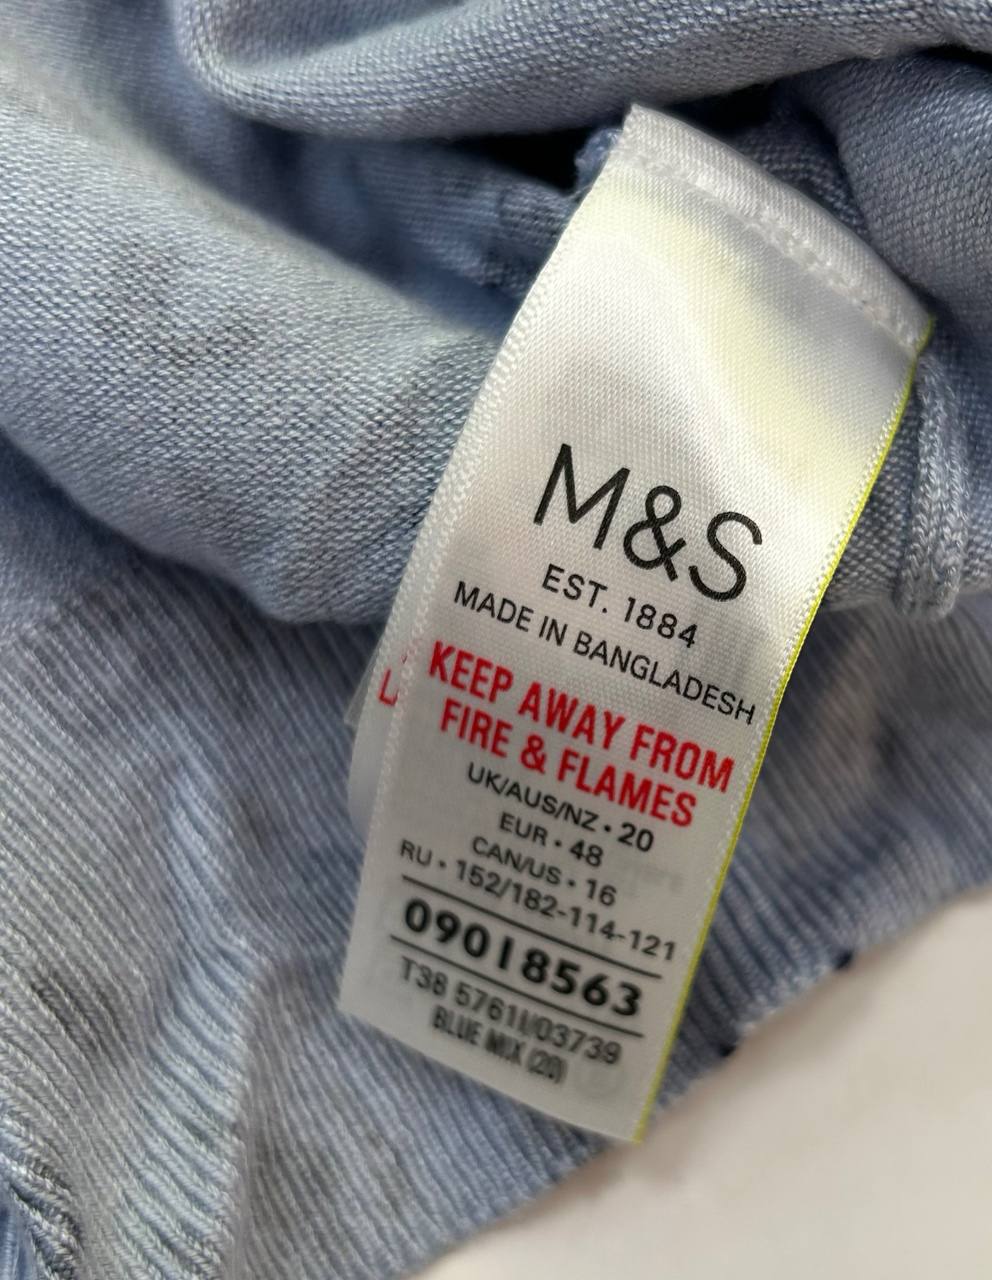 M&S
EST. 1884
MADE IN BANGLADESH
KEEP AWAY FROM
FIRE & FLAMES
UK/AUS/NZ • 20
EUR • 48
CAN/US • 16
RU • 152/182-114-121
09018563
T38 5761I/03739
BLUE MIX (20)